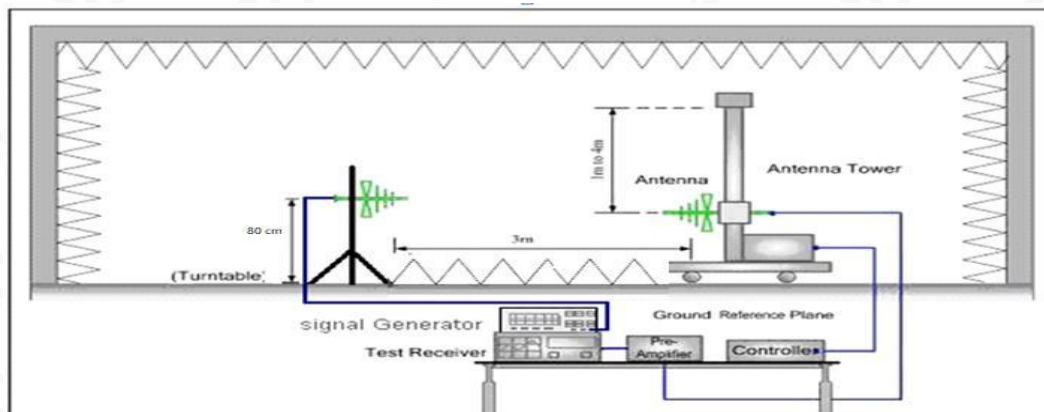 1m to 4m
Antenna Tower
Antenna
80 cm
3m
(Turntable)
Ground Reference Plane
signal Generator
Test Receiver
Pre-
Amplifier
Controller